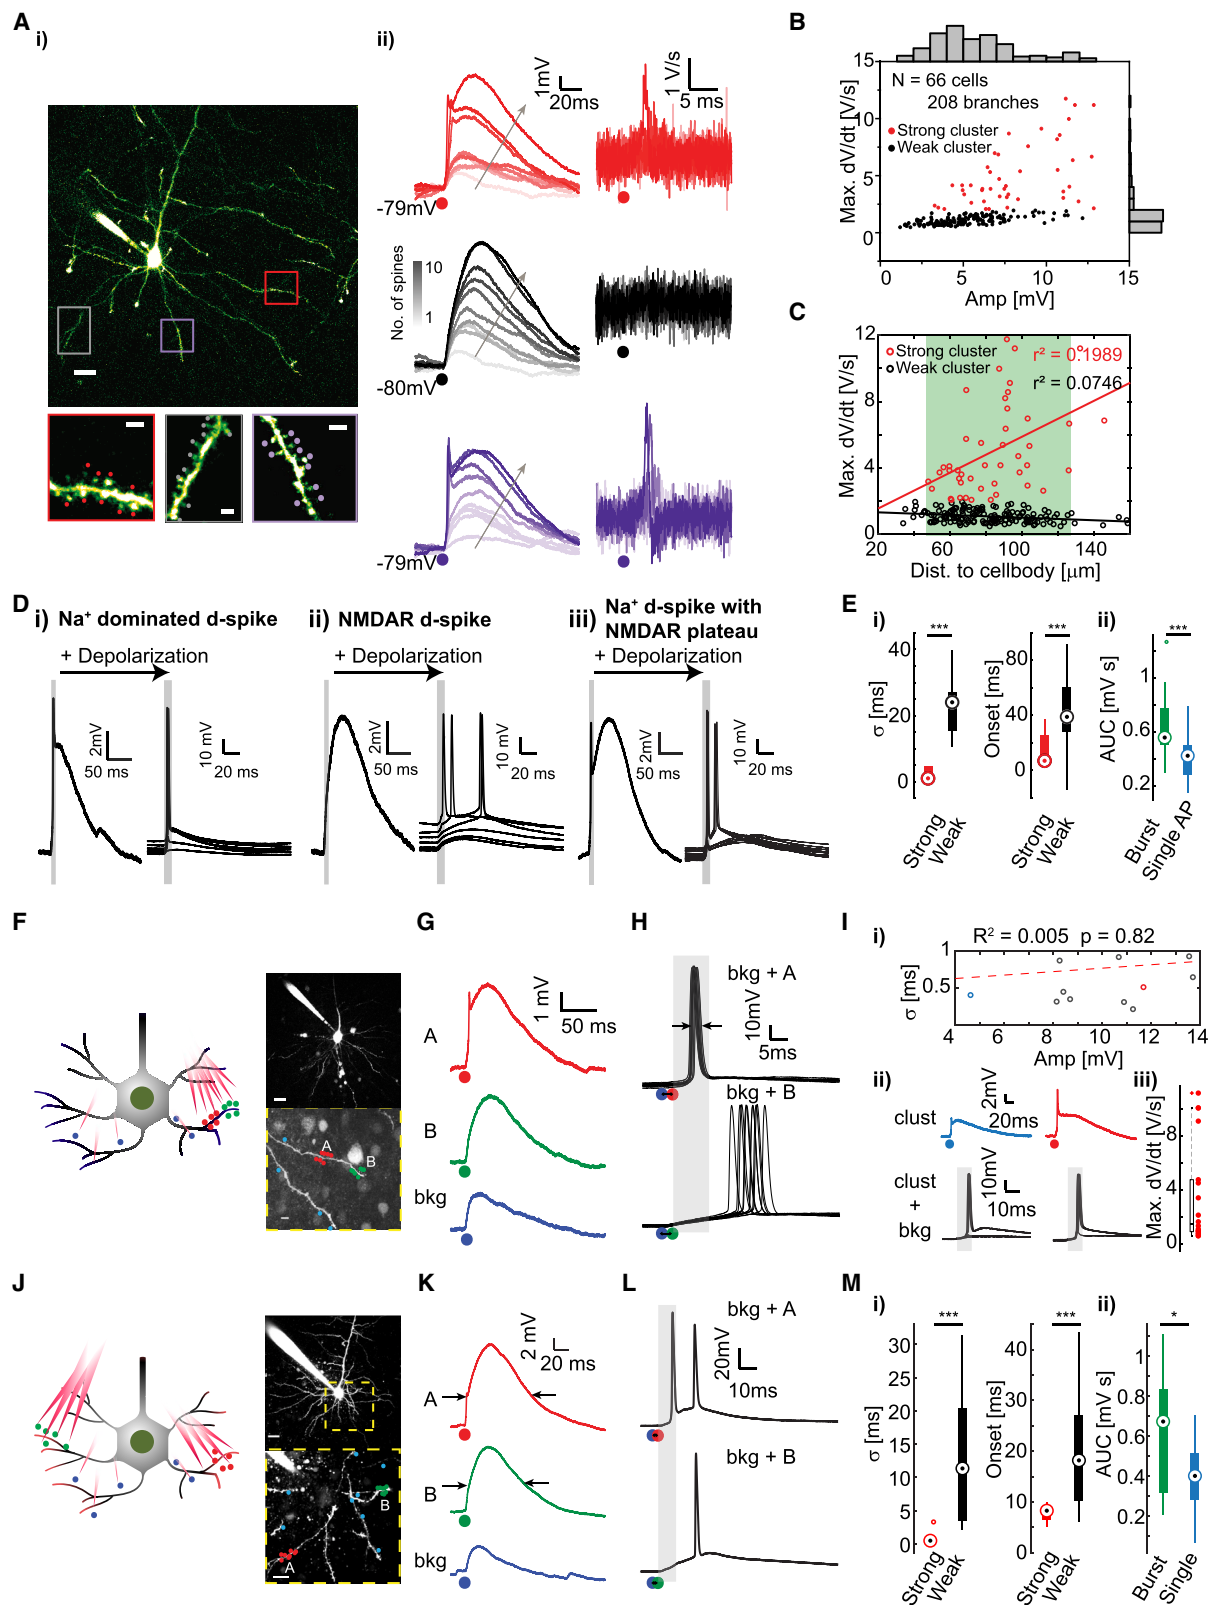 A
i)
ii)
1mV
20ms
1 V/s
5 ms
-79mV
No. of spines
10
1
-80mV
-79mV
B
15
10
5
0
Max. dV/dt [V/s]
N = 66 cells
208 branches
Strong cluster
Weak cluster
0
5
10
15
Amp [mV]
C
12
8
4
0
Max. dV/dt [V/s]
Strong cluster
Weak cluster
r² = 0.1989
r² = 0.0746
20
60
100
140
Dist. to cellbody [μm]
D
i) Na⁺ dominated d-spike
+ Depolarization
2mV
50 ms
10 mV
20 ms
ii) NMDAR d-spike
+ Depolarization
2mV
50 ms
10 mV
20 ms
iii) Na⁺ d-spike with
NMDAR plateau
+ Depolarization
2mV
50 ms
10 mV
20 ms
E
i)
***
40
20
0
σ [ms]
Strong
Weak
***
80
40
0
Onset [ms]
Strong
Weak
ii)
***
1
0.6
0.2
AUC [mV s]
Burst
Single AP
F
A
B
G
A
1 mV
50 ms
B
bkg
H
bkg + A
10mV
5ms
bkg + B
I
i)
R² = 0.005 p = 0.82
1
0.5
σ [ms]
4
6
8
10
12
14
Amp [mV]
ii)
clust
2mV
20ms
clust
+
bkg
10mV
10ms
iii)
8
4
0
Max. dV/dt [V/s]
J
B
A
K
A
2 mV
20 ms
B
bkg
L
bkg + A
20mV
10ms
bkg + B
M
i)
***
30
25
20
15
10
5
0
σ [ms]
Strong
Weak
***
40
30
20
10
0
Onset [ms]
Strong
Weak
ii)
*
1
0.8
0.6
0.4
0.2
AUC [mV s]
Burst
Single